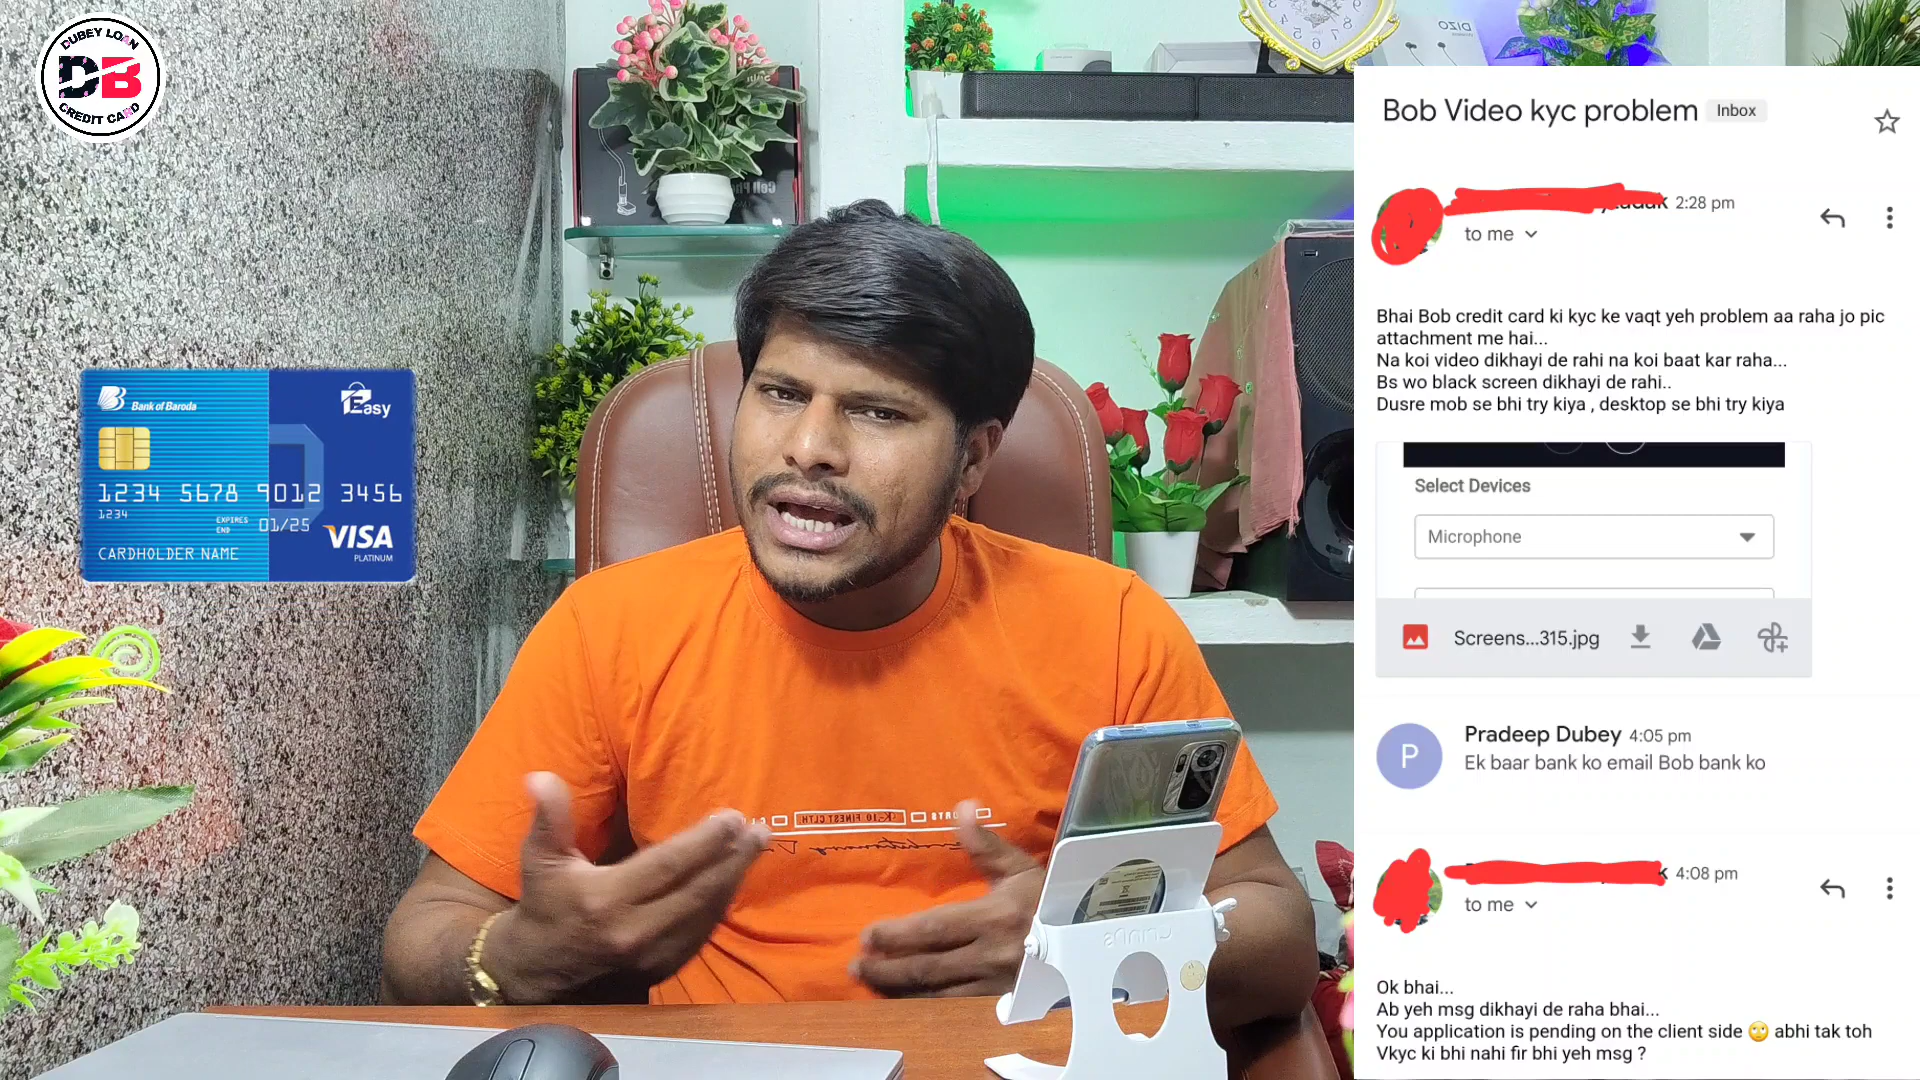 DUBEY LOAN
DB
CREDIT CARD
Bank of Baroda
Easy
1234 5678 9012 3456
1234
EXPIRES
END
01/25
VISA
PLATINUM
CARDHOLDER NAME
DIZO
Bob Video kyc problem
Inbox
2:28 pm
to me
Bhai Bob credit card ki kyc ke vaqt yeh problem aa raha jo pic
attachment me hai...
Na koi video dikhayi de rahi na koi baat kar raha...
Bs wo black screen dikhayi de rahi..
Dusre mob se bhi try kiya , desktop se bhi try kiya
Select Devices
Microphone
Screens...315.jpg
P
Pradeep Dubey 4:05 pm
Ek baar bank ko email Bob bank ko
4:08 pm
to me
Ok bhai...
Ab yeh msg dikhayi de raha bhai...
You application is pending on the client side 🙄 abhi tak toh
Vkyc ki bhi nahi fir bhi yeh msg ?